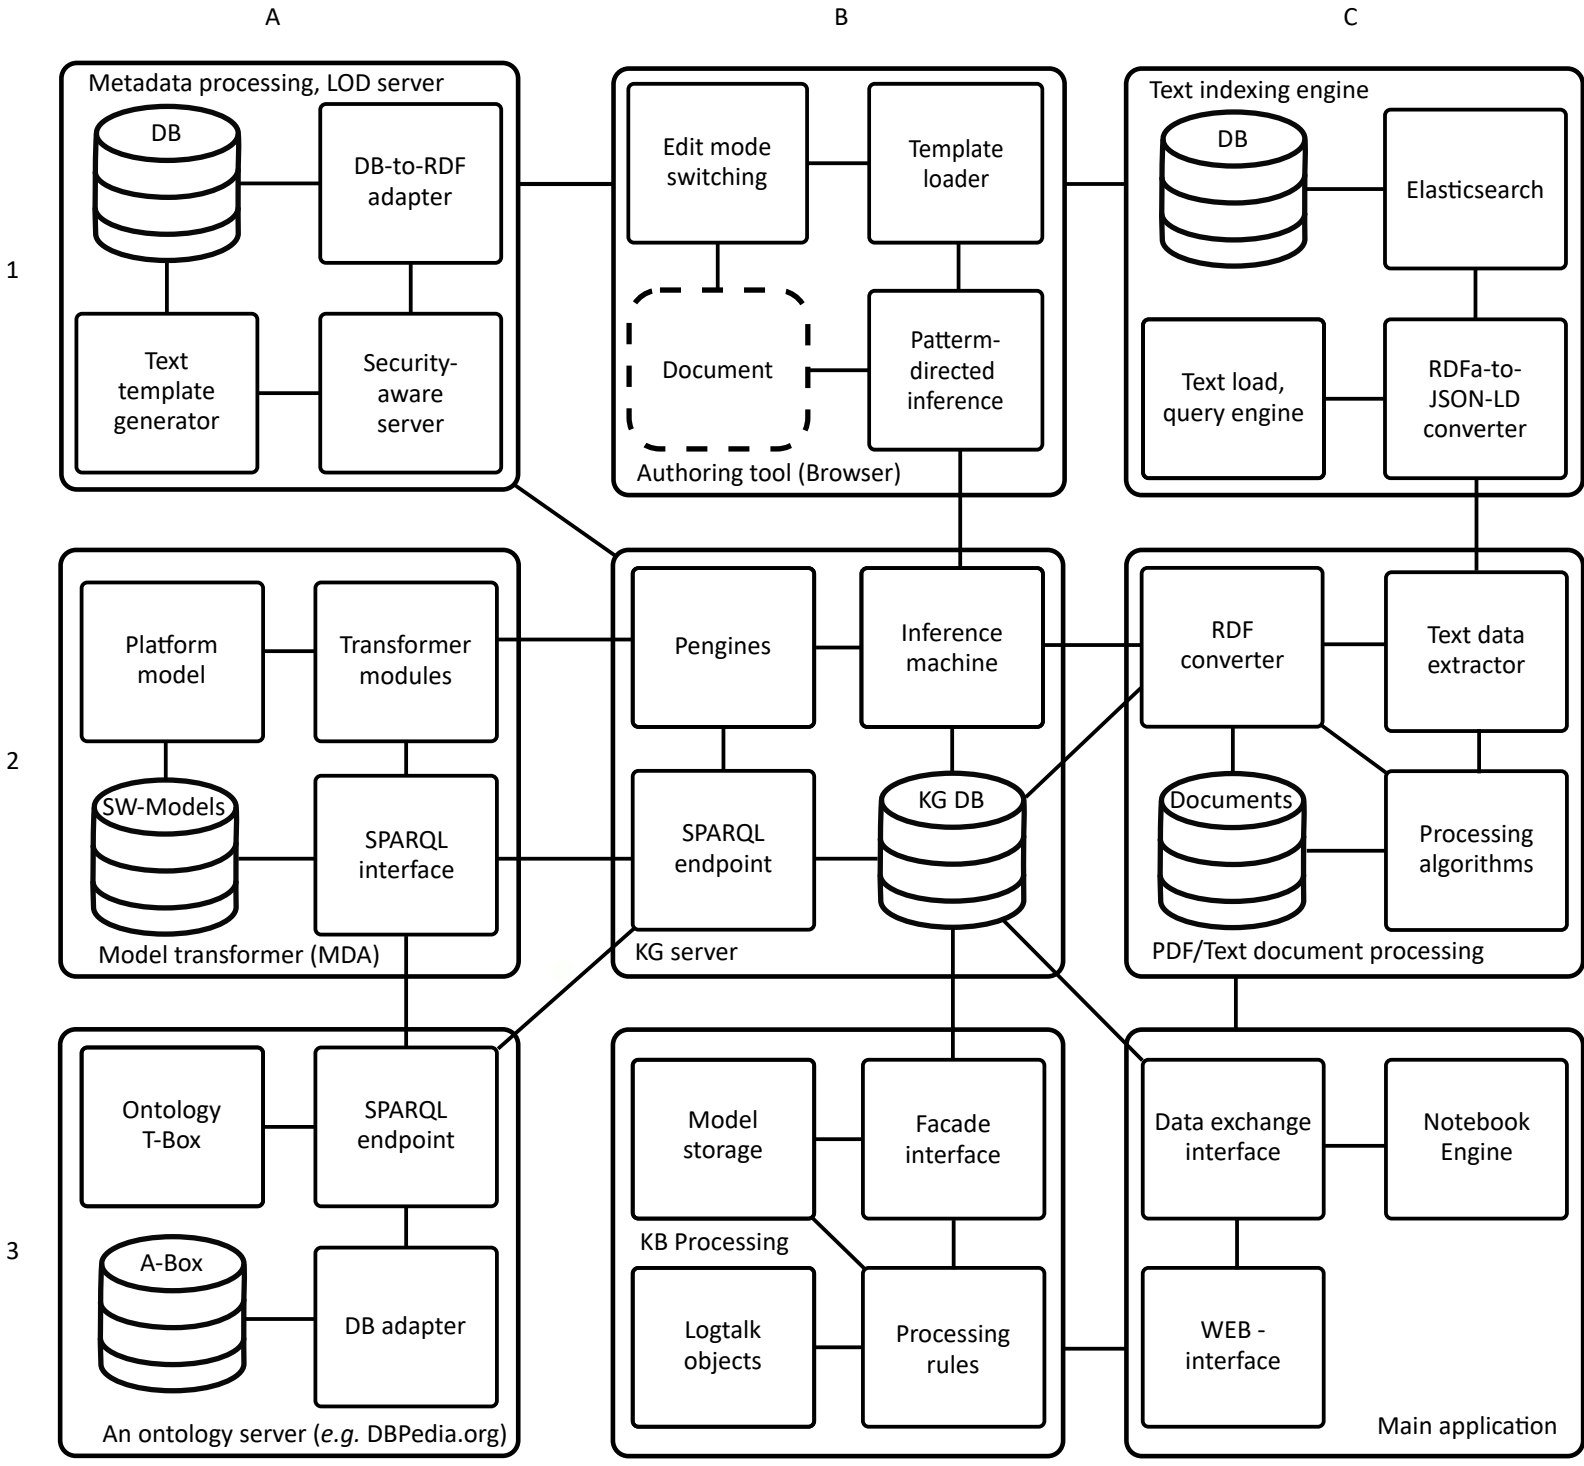 A
B
C
1
Metadata processing, LOD server
DB
DB-to-RDF
adapter
Text
template
generator
Security-
aware
server
Edit mode
switching
Template
loader
Document
Patterm-
directed
inference
Authoring tool (Browser)
Text indexing engine
DB
Elasticsearch
Text load,
query engine
RDFa-to-
JSON-LD
converter
2
Platform
model
Transformer
modules
SW-Models
SPARQL
interface
Model transformer (MDA)
Pengines
Inference
machine
SPARQL
endpoint
KG DB
KG server
RDF
converter
Text data
extractor
Documents
Processing
algorithms
PDF/Text document processing
3
Ontology
T-Box
SPARQL
endpoint
A-Box
DB adapter
An ontology server (e.g. DBPedia.org)
Model
storage
Facade
interface
KB Processing
Logtalk
objects
Processing
rules
Data exchange
interface
Notebook
Engine
WEB -
interface
Main application